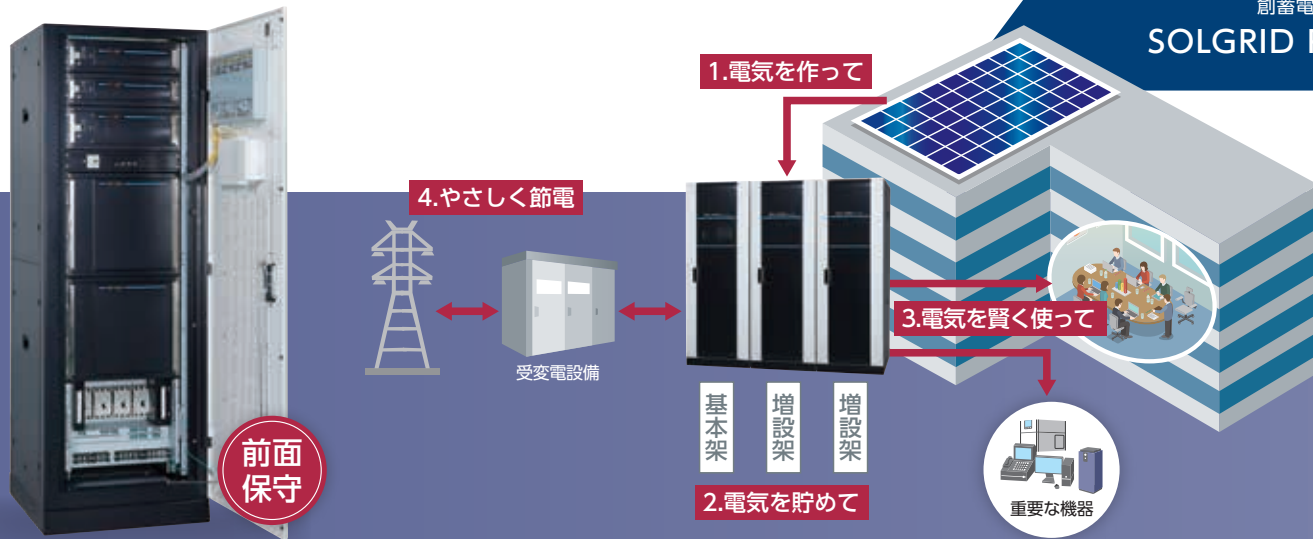 創蓄電
SOLGRID
1.電気を作って
4.やさしく節電
3.電気を賢く使って
受変電設備
基本架
増設架
増設架
前面
保守
2.電気を貯めて
重要な機器